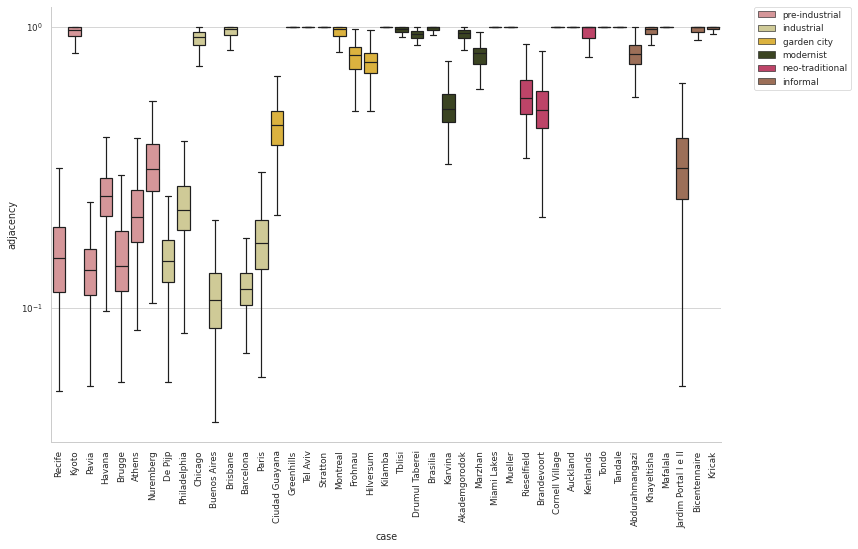 10⁰
10⁻¹
adjacency
Recife
Kyoto
Pavia
Havana
Brugge
Athens
Nuremberg
De Pijp
Philadelphia
Chicago
Buenos Aires
Brisbane
Barcelona
Paris
Ciudad Guayana
Greenhills
Tel Aviv
Stratton
Montreal
Frohnau
Hilversum
Kilamba
Tblisi
Drumul Taberei
Brasilia
Karvina
Akademgorodok
Marzhan
Miami Lakes
Mueller
Rieselfield
Brandevoort
Cornell Village
Auckland
Kentlands
Tondo
Tandale
Abdurahmangazi
Khayeltisha
Mafalala
Jardim Portal I e II
Bicentennaire
Kricak
case
pre-industrial
industrial
garden city
modernist
neo-traditional
informal